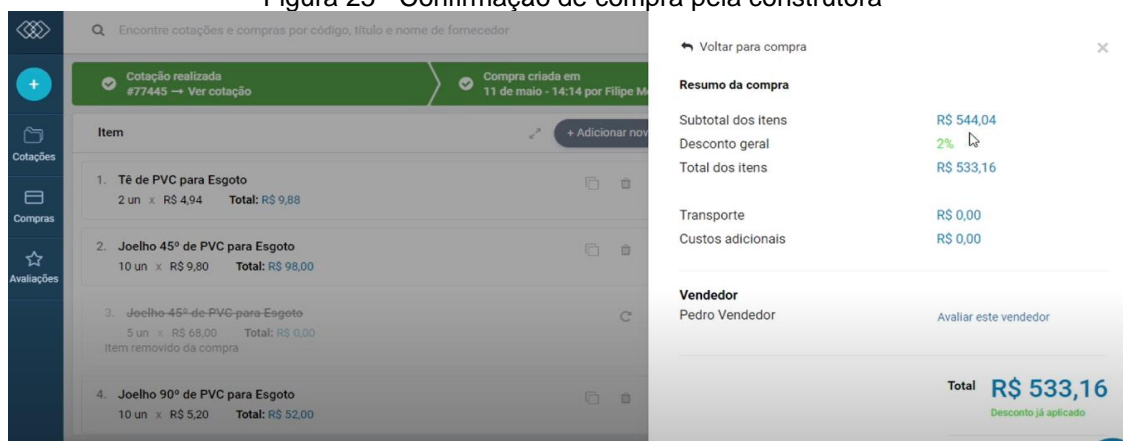 Figura 25 - Confirmação de compra pela construtora
Encontre cotações e compras por código, título e nome de fornecedor
Cotação realizada
#77445 → Ver cotação
Compra criada em
11 de maio - 14:14 por Filipe
Item
+ Adicionar nov
Cotações
Compras
Avaliações
1. Tê de PVC para Esgoto
2 un x R$ 4,94 Total: R$ 9,88
2. Joelho 45º de PVC para Esgoto
10 un x R$ 9,80 Total: R$ 98,00
3. Joelho 45º de PVC para Esgoto
5 un x R$ 68,00 Total: R$ 0,00
Item removido da compra
4. Joelho 90º de PVC para Esgoto
10 un x R$ 5,20 Total: R$ 52,00
Voltar para compra
Resumo da compra
Subtotal dos itens R$ 544,04
Desconto geral 2%
Total dos itens R$ 533,16
Transporte R$ 0,00
Custos adicionais R$ 0,00
Vendedor
Pedro Vendedor Avaliar este vendedor
Total R$ 533,16
Desconto já aplicado